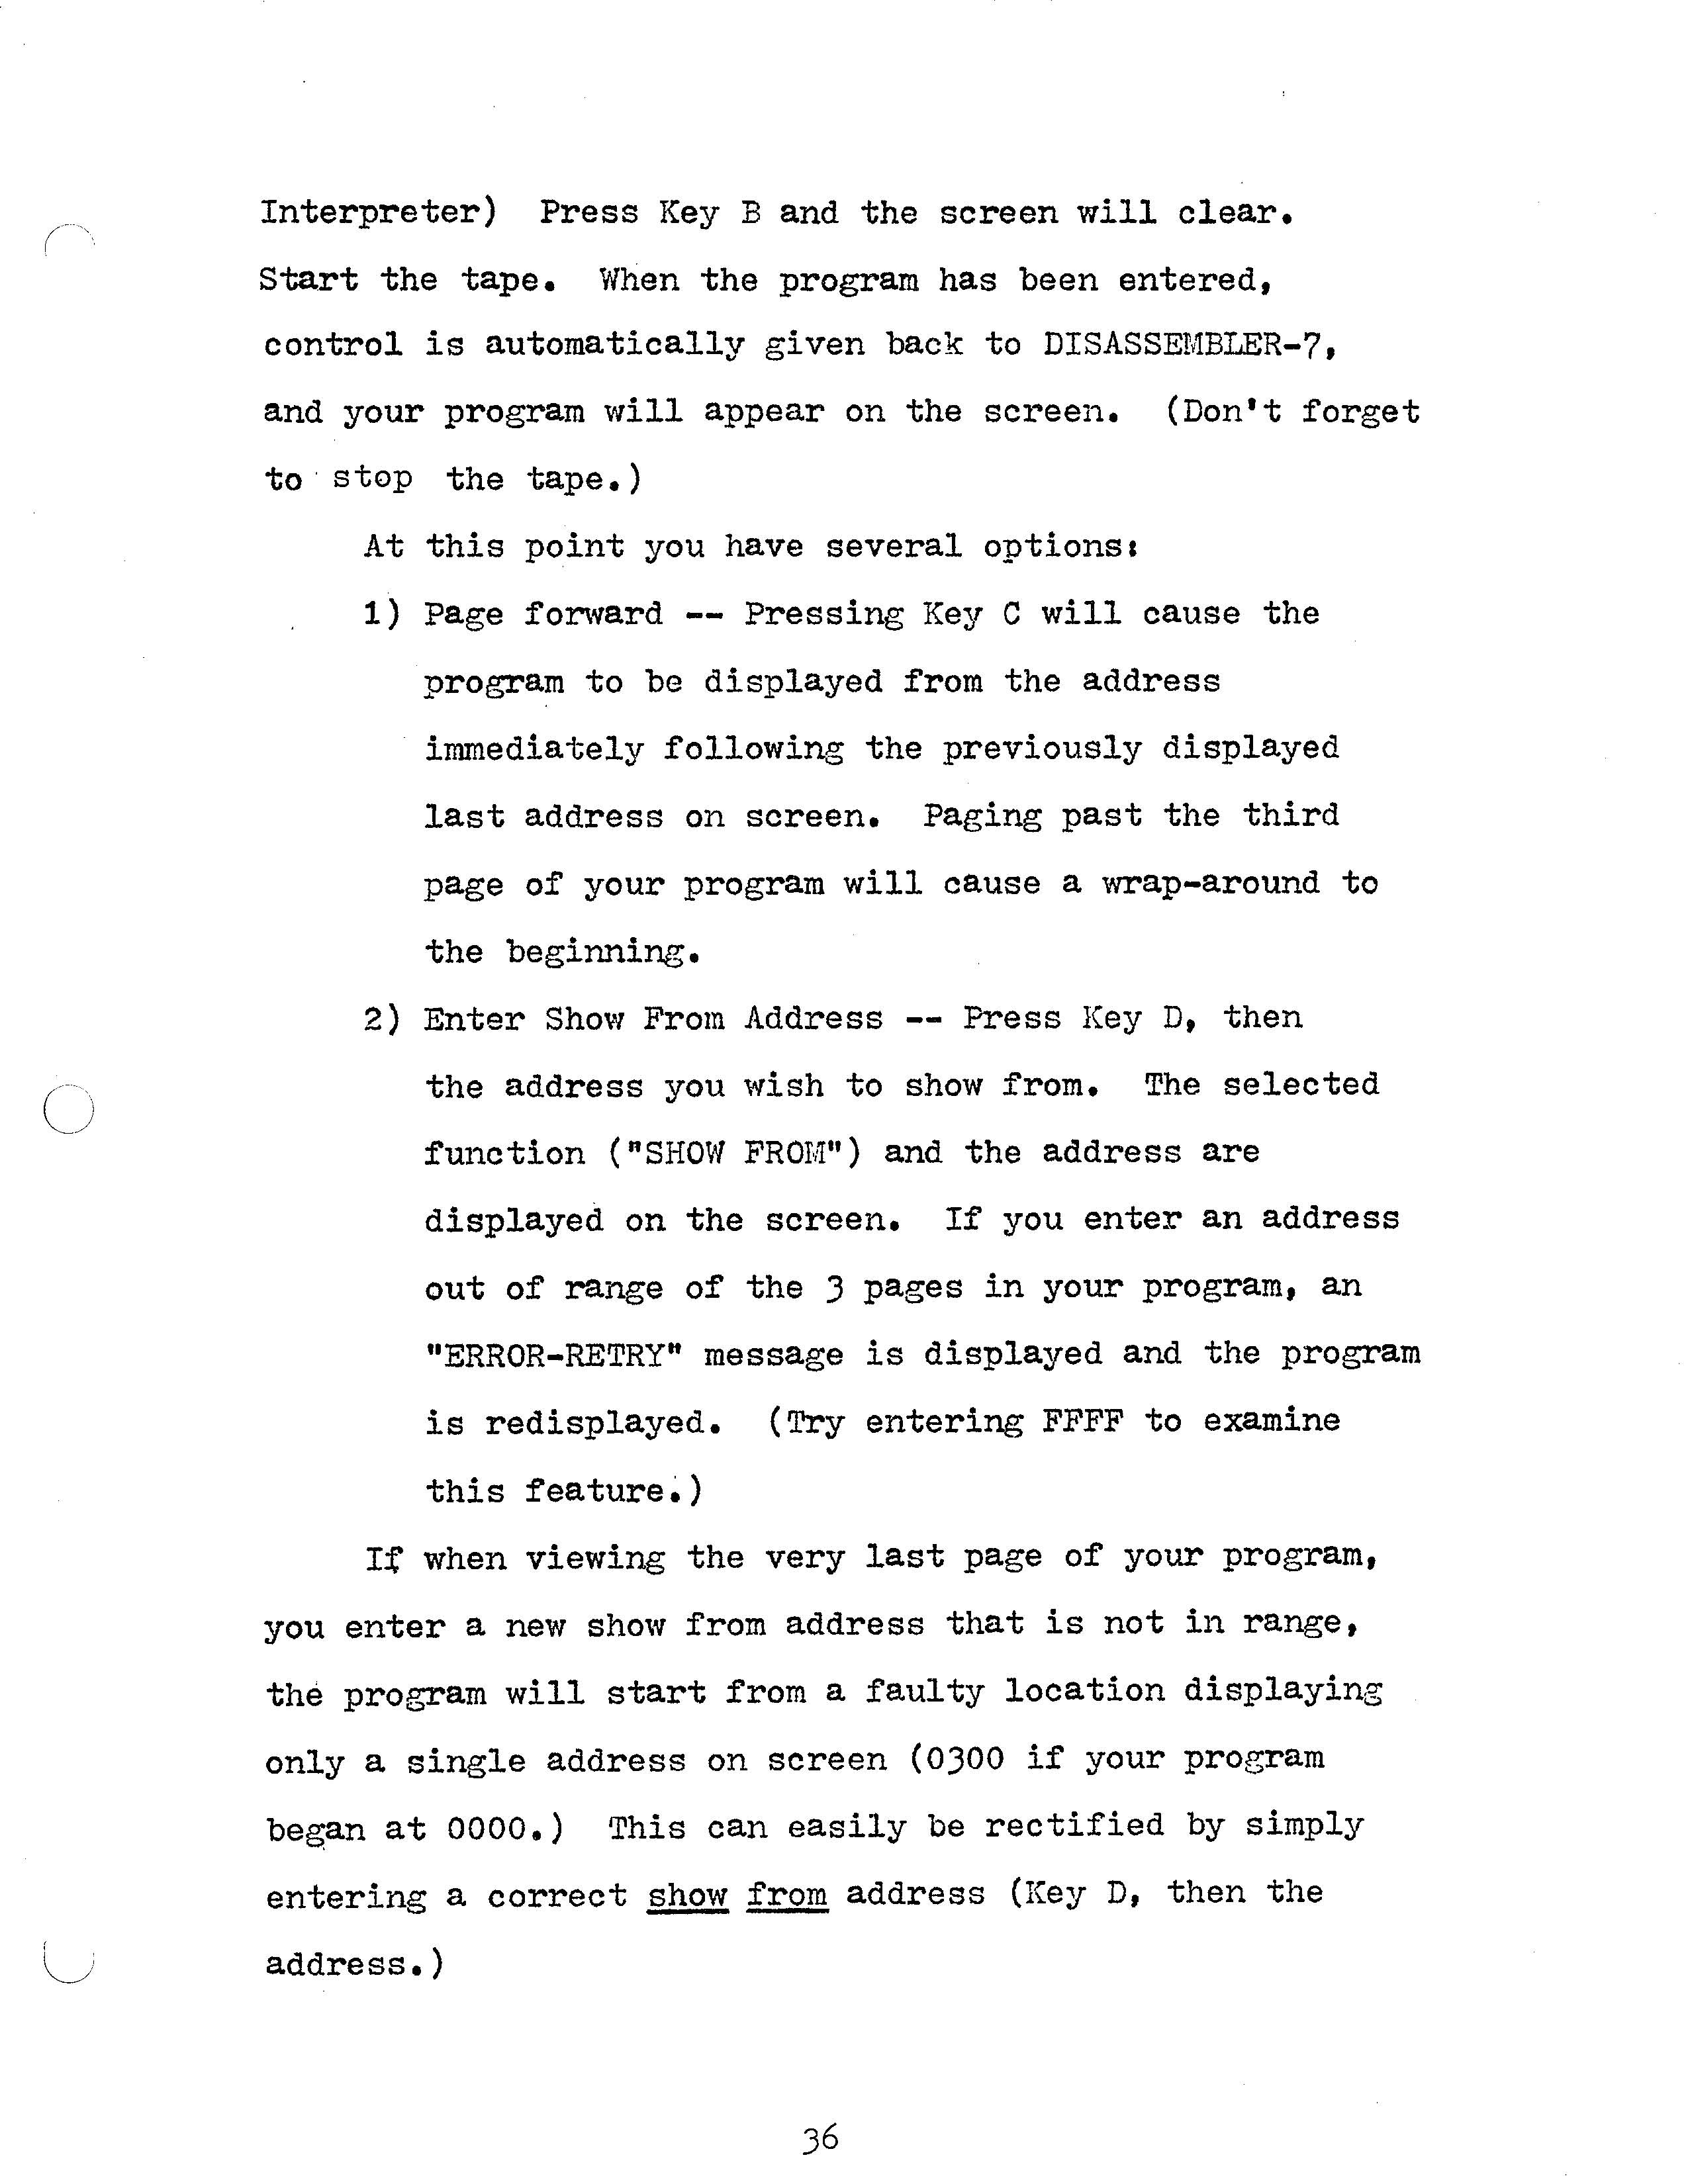 Interpreter)  Press Key B and the screen will clear.
Start the tape.  When the program has been entered,
control is automatically given back to DISASSEMBLER-7,
and your program will appear on the screen.  (Don't forget
to stop the tape.)
At this point you have several options:
1) Page forward -- Pressing Key C will cause the
program to be displayed from the address
immediately following the previously displayed
last address on screen.  Paging past the third
page of your program will cause a wrap-around to
the beginning.
2) Enter Show From Address -- Press Key D, then
the address you wish to show from.  The selected
function ("SHOW FROM") and the address are
displayed on the screen.  If you enter an address
out of range of the 3 pages in your program, an
"ERROR-RETRY" message is displayed and the program
is redisplayed.  (Try entering FFFF to examine
this feature.)
If when viewing the very last page of your program,
you enter a new show from address that is not in range,
the program will start from a faulty location displaying
only a single address on screen (0300 if your program
began at 0000.)  This can easily be rectified by simply
entering a correct show from address (Key D, then the
address.)
36